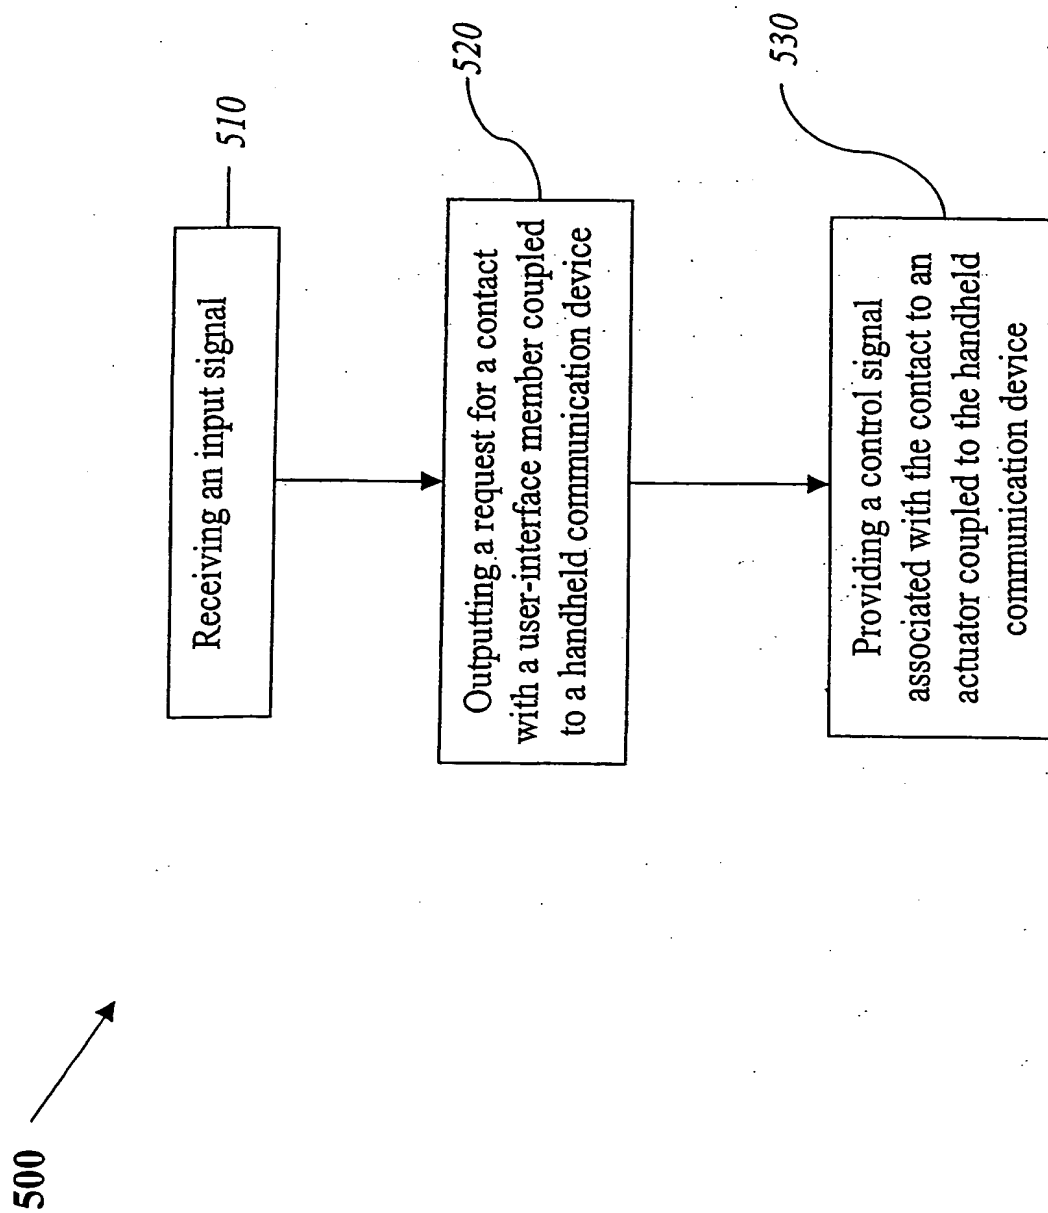 500
Receiving an input signal
510
Outputting a request for a contact
with a user-interface member coupled
to a handheld communication device
520
Providing a control signal
associated with the contact to an
actuator coupled to the handheld
communication device
530